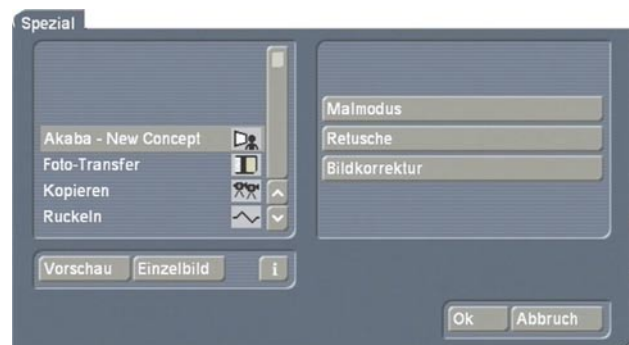 Spezial
Akaba - New Concept
Foto-Transfer
Kopieren
Ruckeln
Malmodus
Retusche
Bildkorrektur
Vorschau Einzelbild i
Ok Abbruch